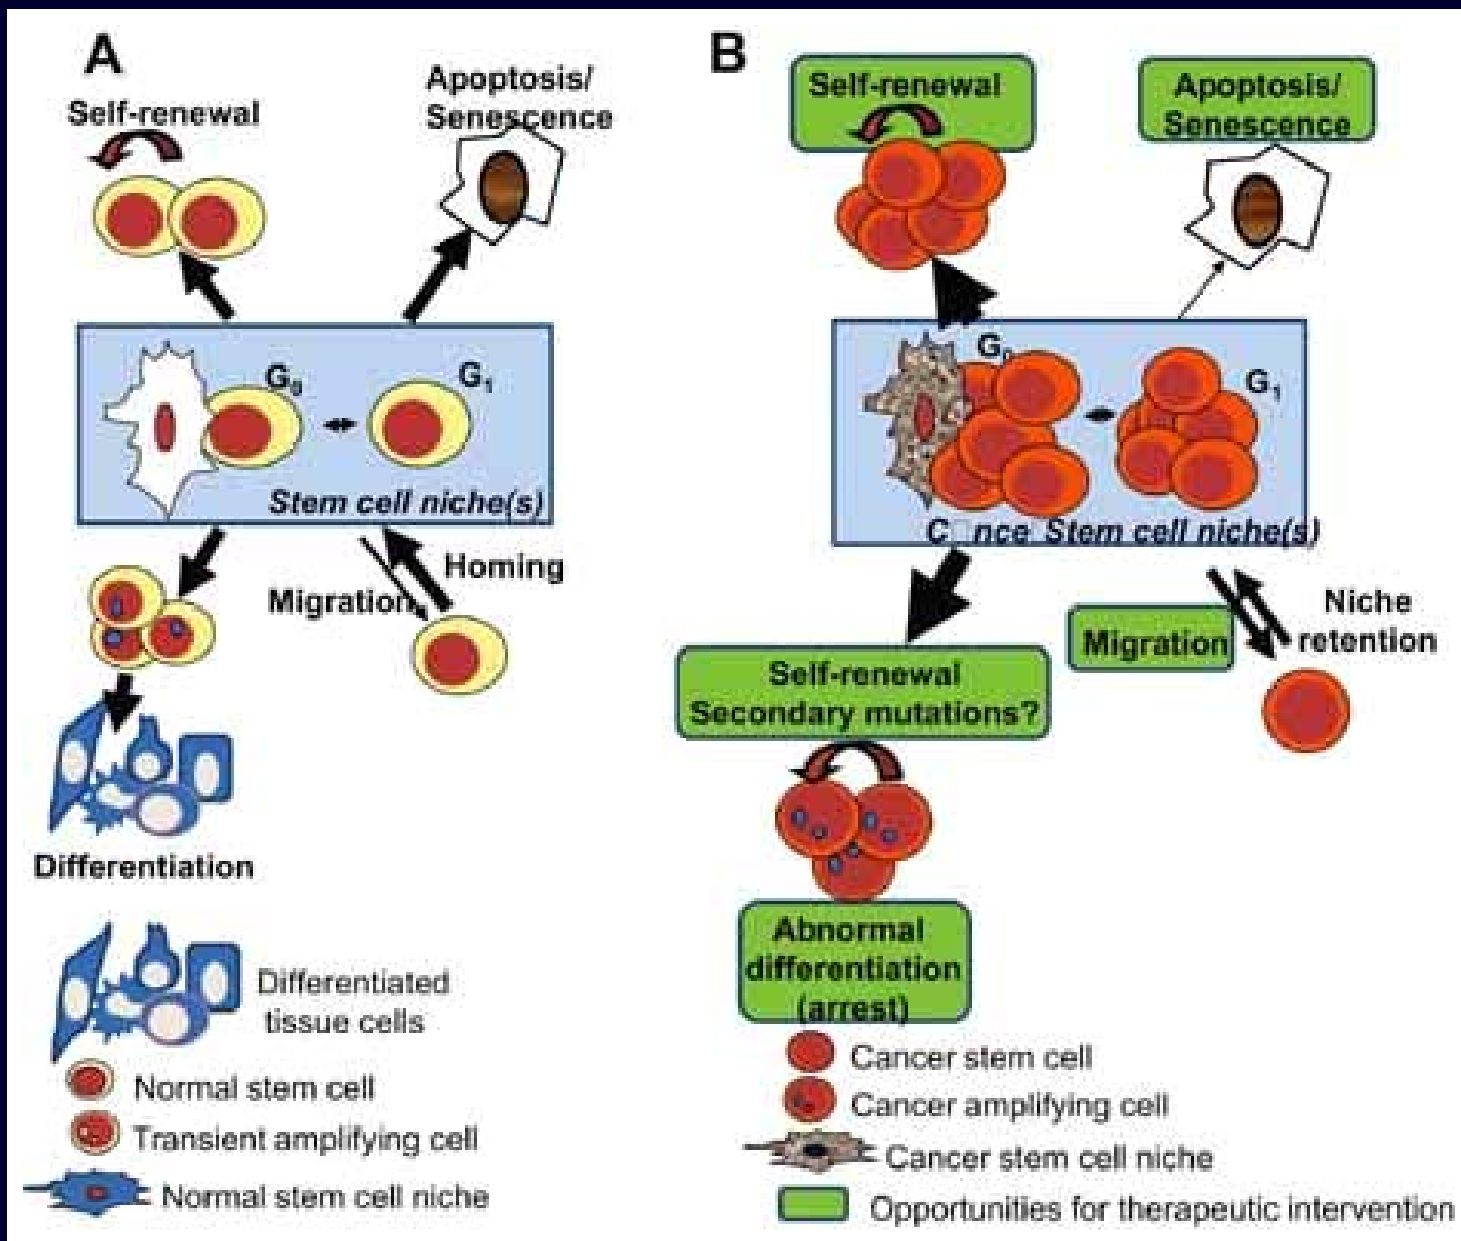 A
Self-renewal
Apoptosis/
Senescence
G0
G1
Stem cell niche(s)
Migration
Homing
Differentiation
Differentiated
tissue cells
Normal stem cell
Transient amplifying cell
Normal stem cell niche
B
Self-renewal
Apoptosis/
Senescence
G0
G1
C□nce Stem cell niche(s)
Migration
Niche
retention
Self-renewal
Secondary mutations?
Abnormal
differentiation
(arrest)
Cancer stem cell
Cancer amplifying cell
Cancer stem cell niche
Opportunities for therapeutic intervention